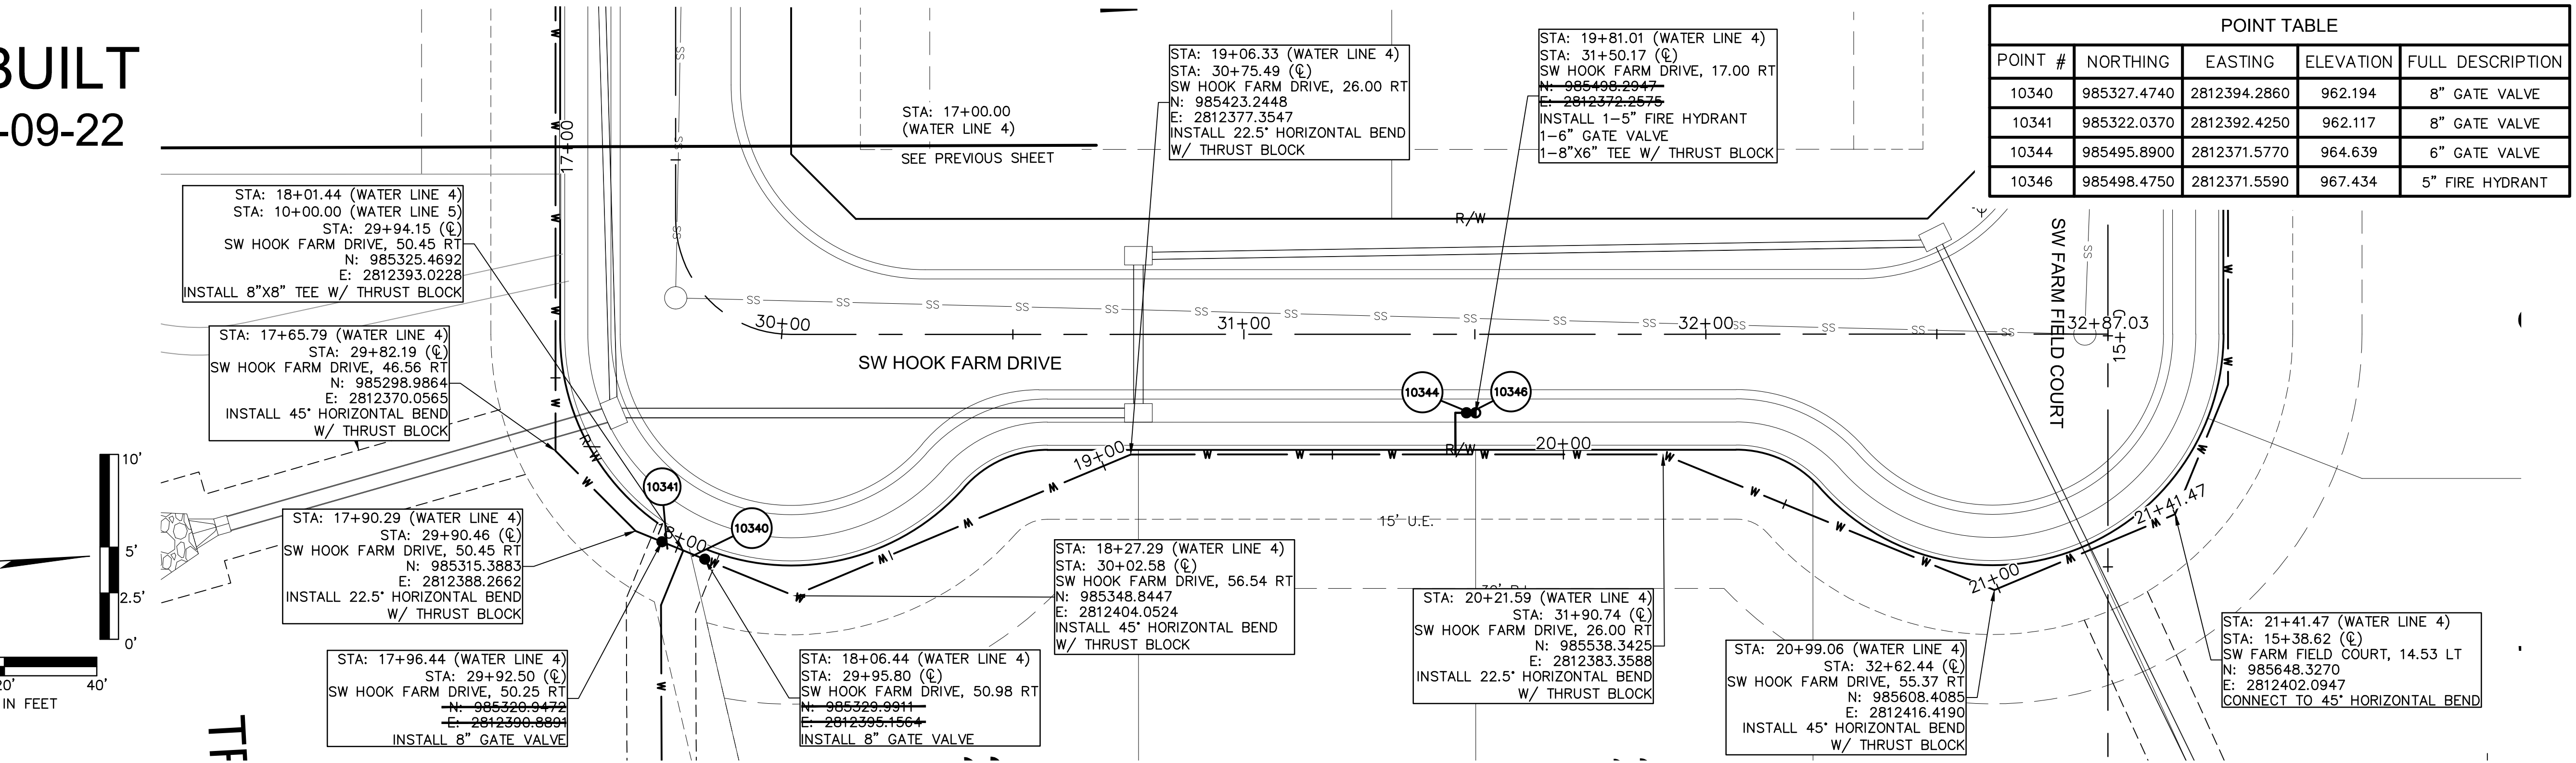 BUILT
-09-22
STA: 17+00.00
(WATER LINE 4)
SEE PREVIOUS SHEET
STA: 19+06.33 (WATER LINE 4)
STA: 30+75.49 (℄)
SW HOOK FARM DRIVE, 26.00 RT
N: 985423.2448
E: 2812377.3547
INSTALL 22.5° HORIZONTAL BEND
W/ THRUST BLOCK
STA: 19+81.01 (WATER LINE 4)
STA: 31+50.17 (℄)
SW HOOK FARM DRIVE, 17.00 RT
N: 985498.2947
E: 2812372.2575
INSTALL 1-5" FIRE HYDRANT
1-6" GATE VALVE
1-8"X6" TEE W/ THRUST BLOCK
POINT TABLE
POINT # NORTHING EASTING ELEVATION FULL DESCRIPTION
10340 985327.4740 2812394.2860 962.194 8" GATE VALVE
10341 985322.0370 2812392.4250 962.117 8" GATE VALVE
10344 985495.8900 2812371.5770 964.639 6" GATE VALVE
10346 985498.4750 2812371.5590 967.434 5" FIRE HYDRANT
STA: 18+01.44 (WATER LINE 4)
STA: 10+00.00 (WATER LINE 5)
STA: 29+94.15 (℄)
SW HOOK FARM DRIVE, 50.45 RT
N: 985325.4692
E: 2812393.0228
INSTALL 8"X8" TEE W/ THRUST BLOCK
STA: 17+65.79 (WATER LINE 4)
STA: 29+82.19 (℄)
SW HOOK FARM DRIVE, 46.56 RT
N: 985298.9864
E: 2812370.0565
INSTALL 45° HORIZONTAL BEND
W/ THRUST BLOCK
17+00
R/W
30+00
31+00
32+00
32+87.03
15+
SW HOOK FARM DRIVE
SW FARM FIELD COURT
10344
10346
R/W
R/W
19+00
20+00
10341
10340
18+00
15' U.E.
21+00
21+41.47
10'
5'
2.5'
0'
20'
40'
IN FEET
STA: 17+90.29 (WATER LINE 4)
STA: 29+90.46 (℄)
SW HOOK FARM DRIVE, 50.45 RT
N: 985315.3883
E: 2812388.2662
INSTALL 22.5° HORIZONTAL BEND
W/ THRUST BLOCK
STA: 17+96.44 (WATER LINE 4)
STA: 29+92.50 (℄)
SW HOOK FARM DRIVE, 50.25 RT
N: 985320.9472
E: 2812390.8891
INSTALL 8" GATE VALVE
STA: 18+06.44 (WATER LINE 4)
STA: 29+95.80 (℄)
SW HOOK FARM DRIVE, 50.98 RT
N: 985329.9911
E: 2812395.1564
INSTALL 8" GATE VALVE
STA: 18+27.29 (WATER LINE 4)
STA: 30+02.58 (℄)
SW HOOK FARM DRIVE, 56.54 RT
N: 985348.8447
E: 2812404.0524
INSTALL 45° HORIZONTAL BEND
W/ THRUST BLOCK
STA: 20+21.59 (WATER LINE 4)
STA: 31+90.74 (℄)
SW HOOK FARM DRIVE, 26.00 RT
N: 985538.3425
E: 2812383.3588
INSTALL 22.5° HORIZONTAL BEND
W/ THRUST BLOCK
STA: 20+99.06 (WATER LINE 4)
STA: 32+62.44 (℄)
SW HOOK FARM DRIVE, 55.37 RT
N: 985608.4085
E: 2812416.4190
INSTALL 45° HORIZONTAL BEND
W/ THRUST BLOCK
STA: 21+41.47 (WATER LINE 4)
STA: 15+38.62 (℄)
SW FARM FIELD COURT, 14.53 LT
N: 985648.3270
E: 2812402.0947
CONNECT TO 45° HORIZONTAL BEND